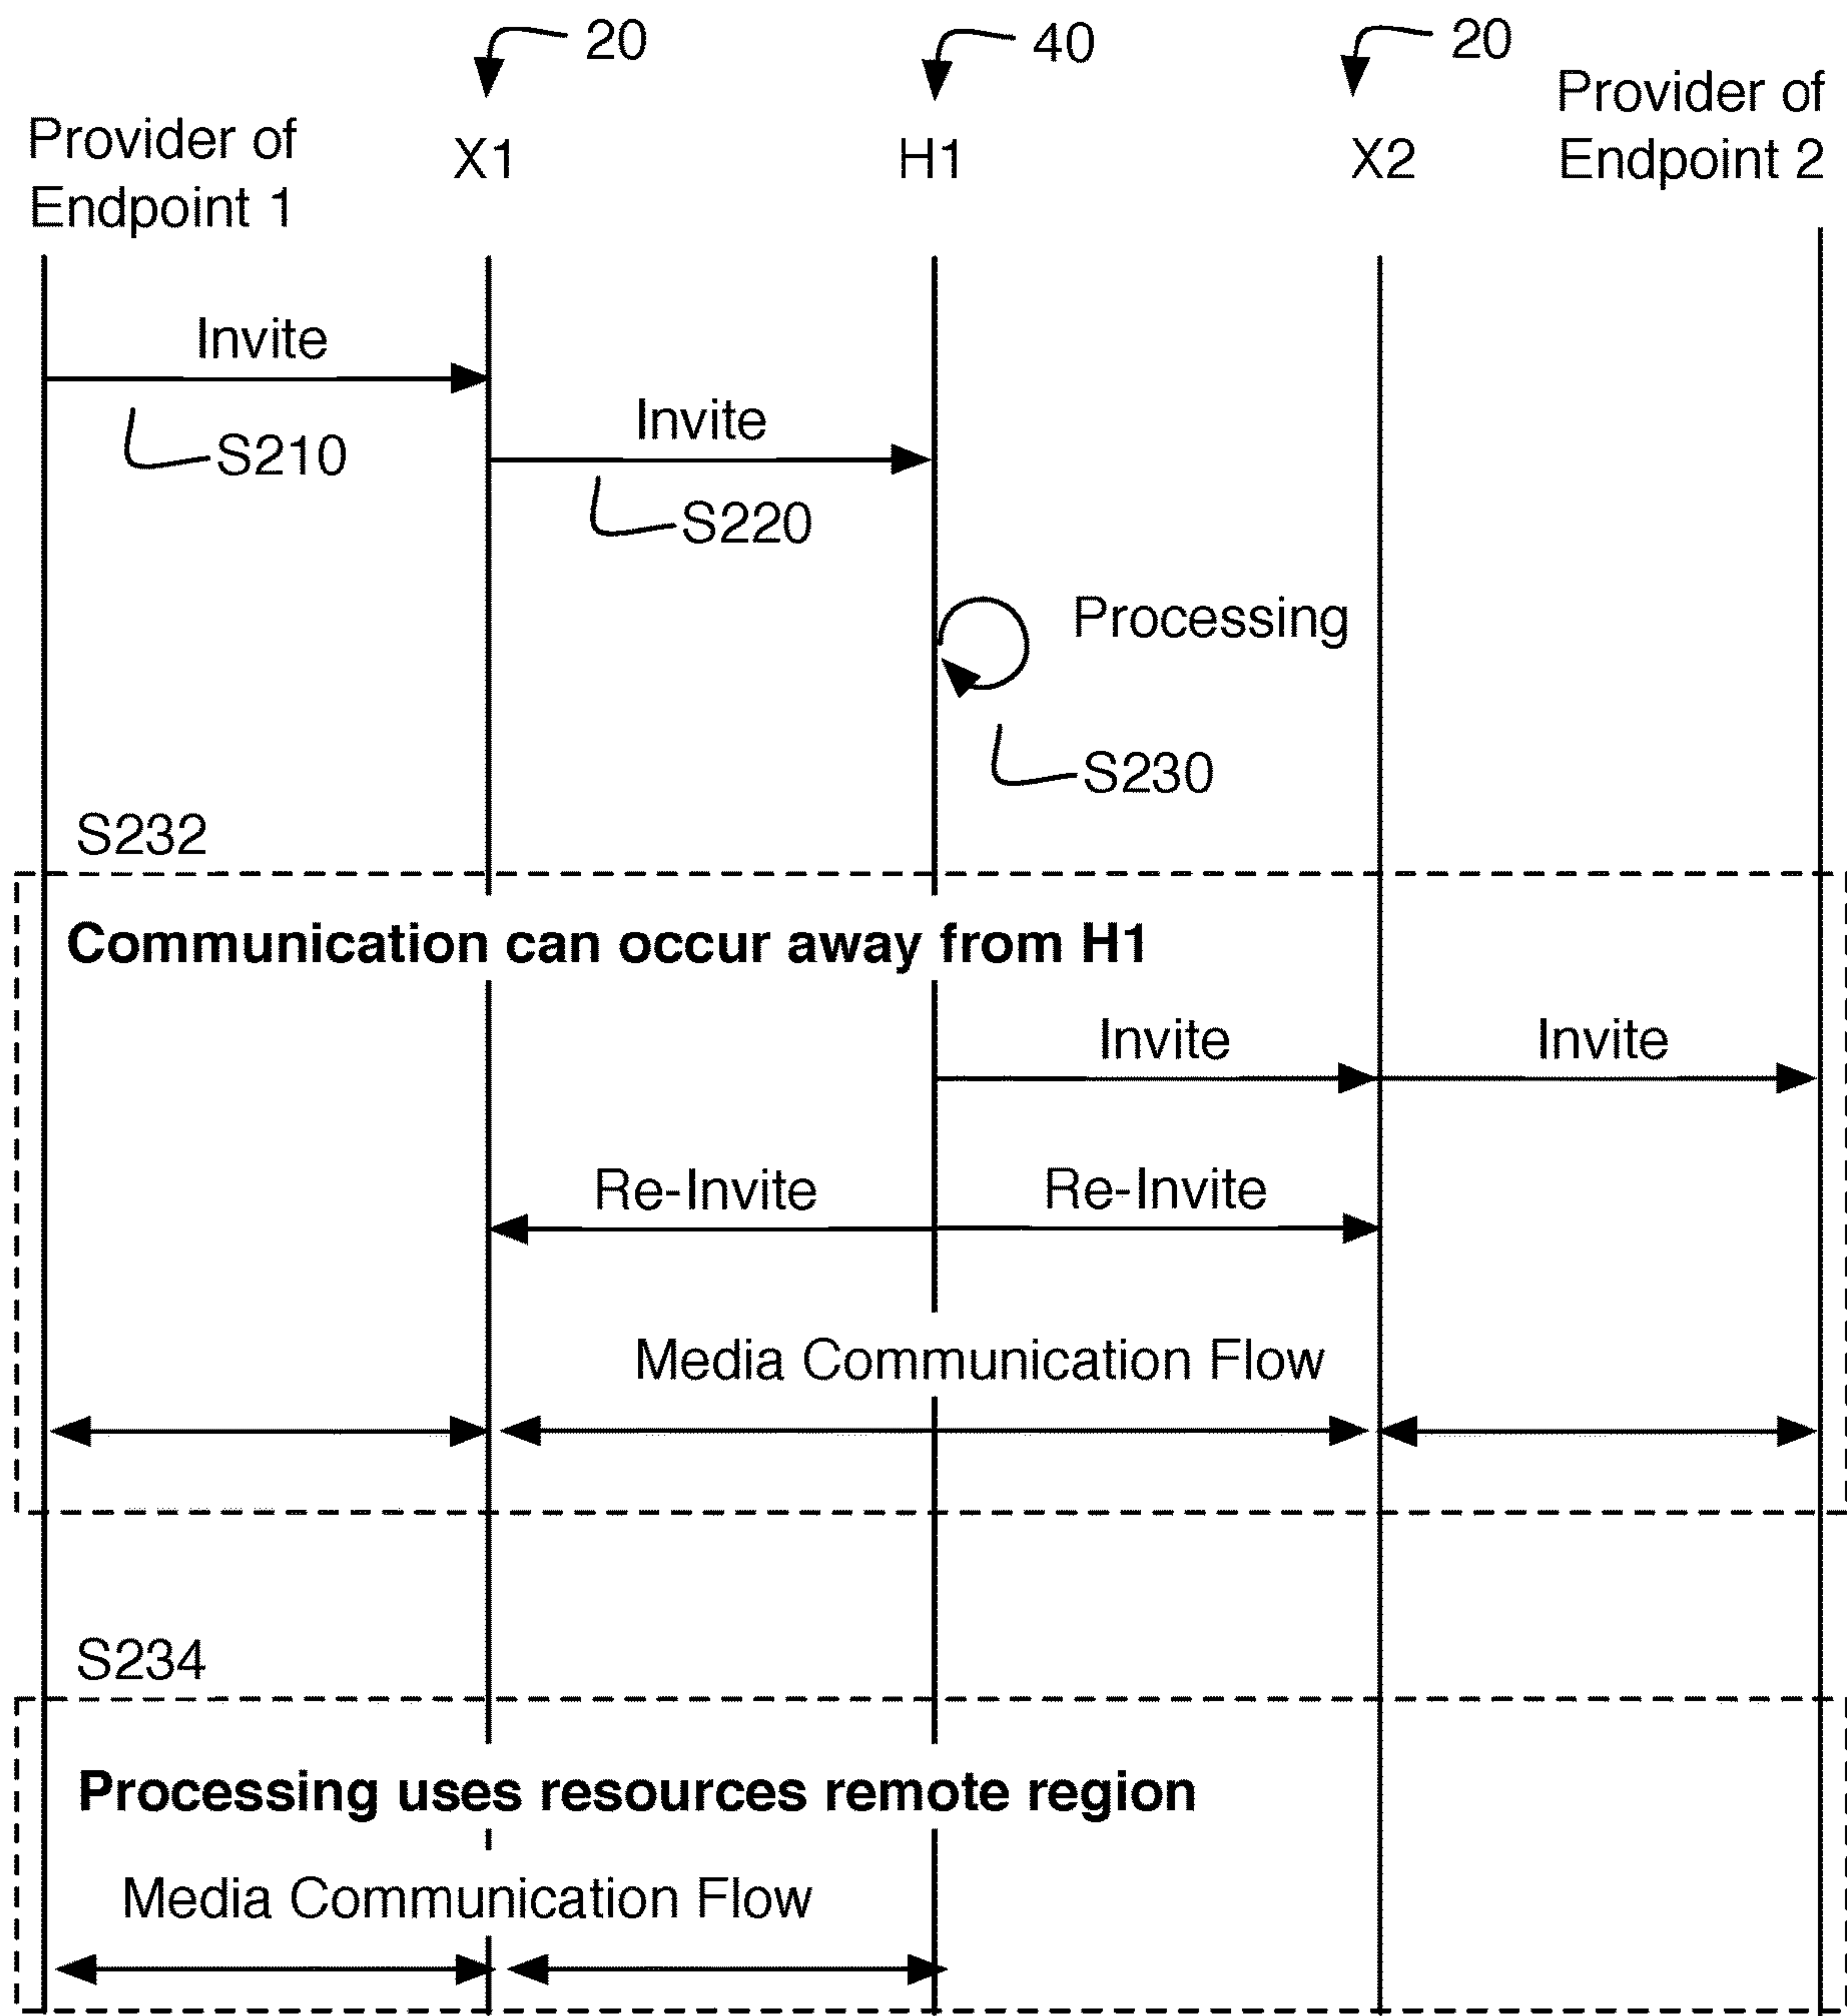 20
40
20
Provider of
Endpoint 1
X1
H1
X2
Provider of
Endpoint 2
Invite
S210
Invite
S220
Processing
S230
S232
Communication can occur away from H1
Invite
Invite
Re-Invite
Re-Invite
Media Communication Flow
S234
Processing uses resources remote region
Media Communication Flow